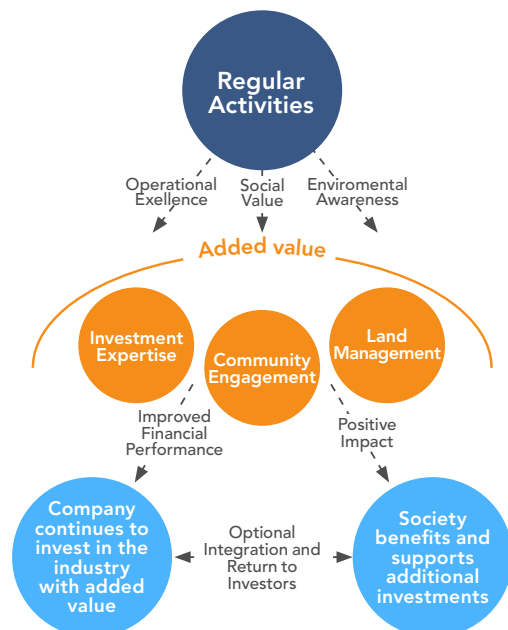 Regular
Activities
Operational
Exellence
Social
Value
Enviromental
Awareness
Added value
Investment
Expertise
Community
Engagement
Land
Management
Improved
Financial
Performance
Positive
Impact
Company
continues to
invest in the
industry
with added
value
Optional
Integration and
Return to
Investors
Society
benefits and
supports
additional
investments